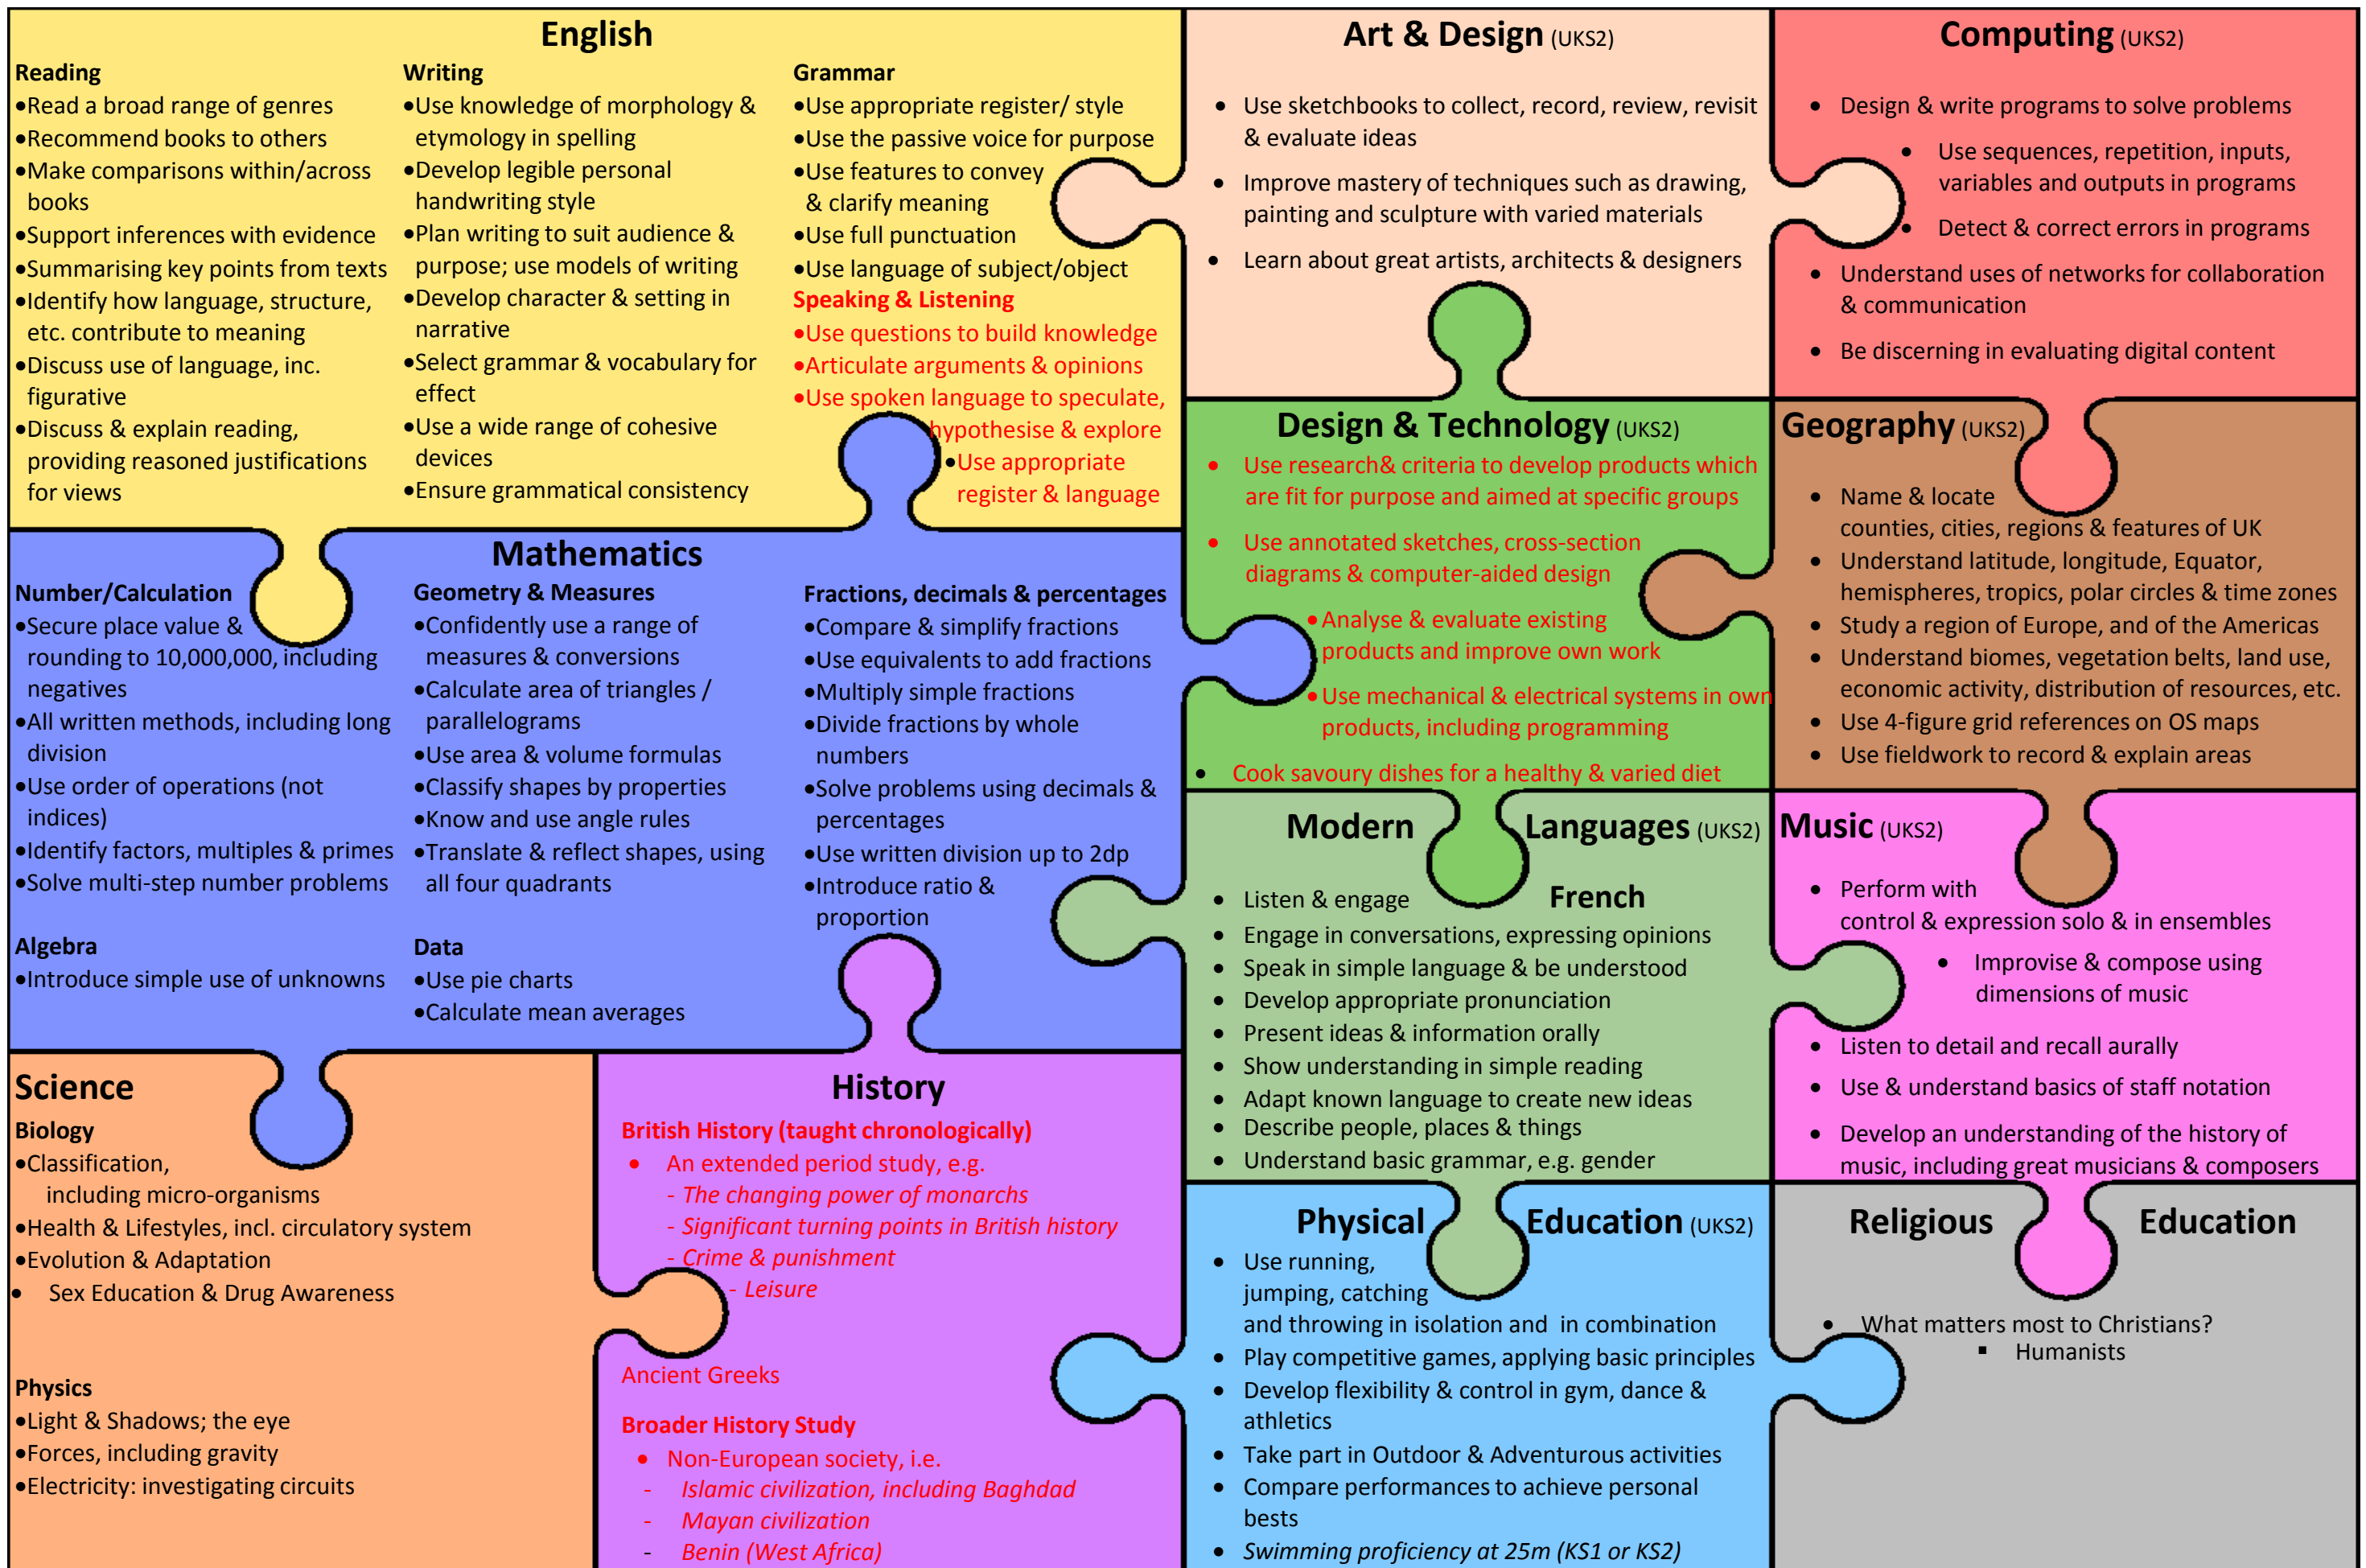 English
Reading
•Read a broad range of genres
•Recommend books to others
•Make comparisons within/across
books
•Support inferences with evidence
•Summarising key points from texts
•Identify how language, structure,
etc. contribute to meaning
•Discuss use of language, inc.
figurative
•Discuss & explain reading,
providing reasoned justifications
for views
Writing
•Use knowledge of morphology &
etymology in spelling
•Develop legible personal
handwriting style
•Plan writing to suit audience &
purpose; use models of writing
•Develop character & setting in
narrative
•Select grammar & vocabulary for
effect
•Use a wide range of cohesive
devices
•Ensure grammatical consistency
Grammar
•Use appropriate register/ style
•Use the passive voice for purpose
•Use features to convey
& clarify meaning
•Use full punctuation
•Use language of subject/object
Speaking & Listening
•Use questions to build knowledge
•Articulate arguments & opinions
•Use spoken language to speculate,
hypothesise & explore
•Use appropriate
register & language
Art & Design (UKS2)
• Use sketchbooks to collect, record, review, revisit
& evaluate ideas
• Improve mastery of techniques such as drawing,
painting and sculpture with varied materials
• Learn about great artists, architects & designers
Computing (UKS2)
• Design & write programs to solve problems
• Use sequences, repetition, inputs,
variables and outputs in programs
• Detect & correct errors in programs
• Understand uses of networks for collaboration
& communication
• Be discerning in evaluating digital content
Mathematics
Number/Calculation
•Secure place value &
rounding to 10,000,000, including
negatives
•All written methods, including long
division
•Use order of operations (not
indices)
•Identify factors, multiples & primes
•Solve multi-step number problems
Algebra
•Introduce simple use of unknowns
Geometry & Measures
•Confidently use a range of
measures & conversions
•Calculate area of triangles /
parallelograms
•Use area & volume formulas
•Classify shapes by properties
•Know and use angle rules
•Translate & reflect shapes, using
all four quadrants
Data
•Use pie charts
•Calculate mean averages
Fractions, decimals & percentages
•Compare & simplify fractions
•Use equivalents to add fractions
•Multiply simple fractions
•Divide fractions by whole
numbers
•Solve problems using decimals &
percentages
•Use written division up to 2dp
•Introduce ratio &
proportion
Design & Technology (UKS2)
• Use research& criteria to develop products which
are fit for purpose and aimed at specific groups
• Use annotated sketches, cross-section
diagrams & computer-aided design
•Analyse & evaluate existing
products and improve own work
•Use mechanical & electrical systems in own
products, including programming
• Cook savoury dishes for a healthy & varied diet
Geography (UKS2)
• Name & locate
counties, cities, regions & features of UK
• Understand latitude, longitude, Equator,
hemispheres, tropics, polar circles & time zones
• Study a region of Europe, and of the Americas
• Understand biomes, vegetation belts, land use,
economic activity, distribution of resources, etc.
• Use 4-figure grid references on OS maps
• Use fieldwork to record & explain areas
Modern Languages (UKS2)
French
• Listen & engage
• Engage in conversations, expressing opinions
• Speak in simple language & be understood
• Develop appropriate pronunciation
• Present ideas & information orally
• Show understanding in simple reading
• Adapt known language to create new ideas
• Describe people, places & things
• Understand basic grammar, e.g. gender
Music (UKS2)
• Perform with
control & expression solo & in ensembles
• Improvise & compose using
dimensions of music
• Listen to detail and recall aurally
• Use & understand basics of staff notation
• Develop an understanding of the history of
music, including great musicians & composers
Science
Biology
•Classification,
including micro-organisms
•Health & Lifestyles, incl. circulatory system
•Evolution & Adaptation
• Sex Education & Drug Awareness
Physics
•Light & Shadows; the eye
•Forces, including gravity
•Electricity: investigating circuits
History
British History (taught chronologically)
• An extended period study, e.g.
- The changing power of monarchs
- Significant turning points in British history
- Crime & punishment
- Leisure
Ancient Greeks
Broader History Study
• Non-European society, i.e.
- Islamic civilization, including Baghdad
- Mayan civilization
- Benin (West Africa)
Physical Education (UKS2)
• Use running,
jumping, catching
and throwing in isolation and in combination
• Play competitive games, applying basic principles
• Develop flexibility & control in gym, dance &
athletics
• Take part in Outdoor & Adventurous activities
• Compare performances to achieve personal
bests
• Swimming proficiency at 25m (KS1 or KS2)
Religious Education
• What matters most to Christians?
▪ Humanists